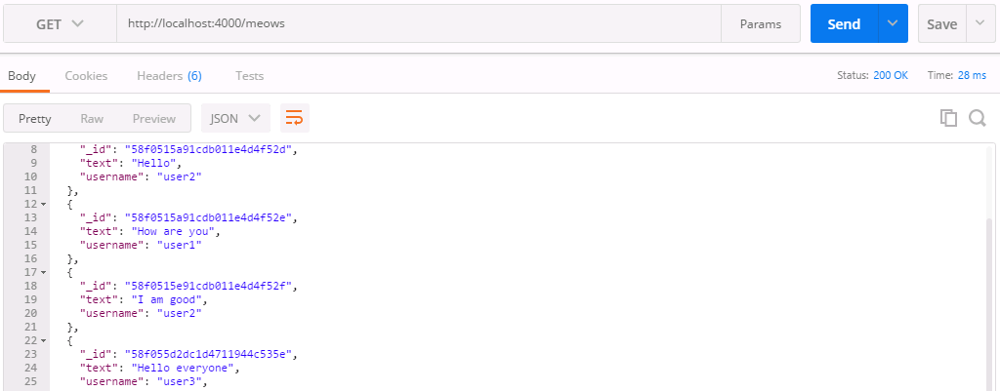 GET http://localhost:4000/meows Params Send Save
Body Cookies Headers (6) Tests Status: 200 OK Time: 28 ms
Pretty Raw Preview JSON
8 "_id": "58f0515a91cdb011e4d4f52d",
9 "text": "Hello",
10 "username": "user2"
11 },
12 {
13 "_id": "58f0515a91cdb011e4d4f52e",
14 "text": "How are you",
15 "username": "user1"
16 },
17 {
18 "_id": "58f0515e91cdb011e4d4f52f",
19 "text": "I am good",
20 "username": "user2"
21 },
22 {
23 "_id": "58f055d2dc1d4711944c535e",
24 "text": "Hello everyone",
25 "username": "user3",